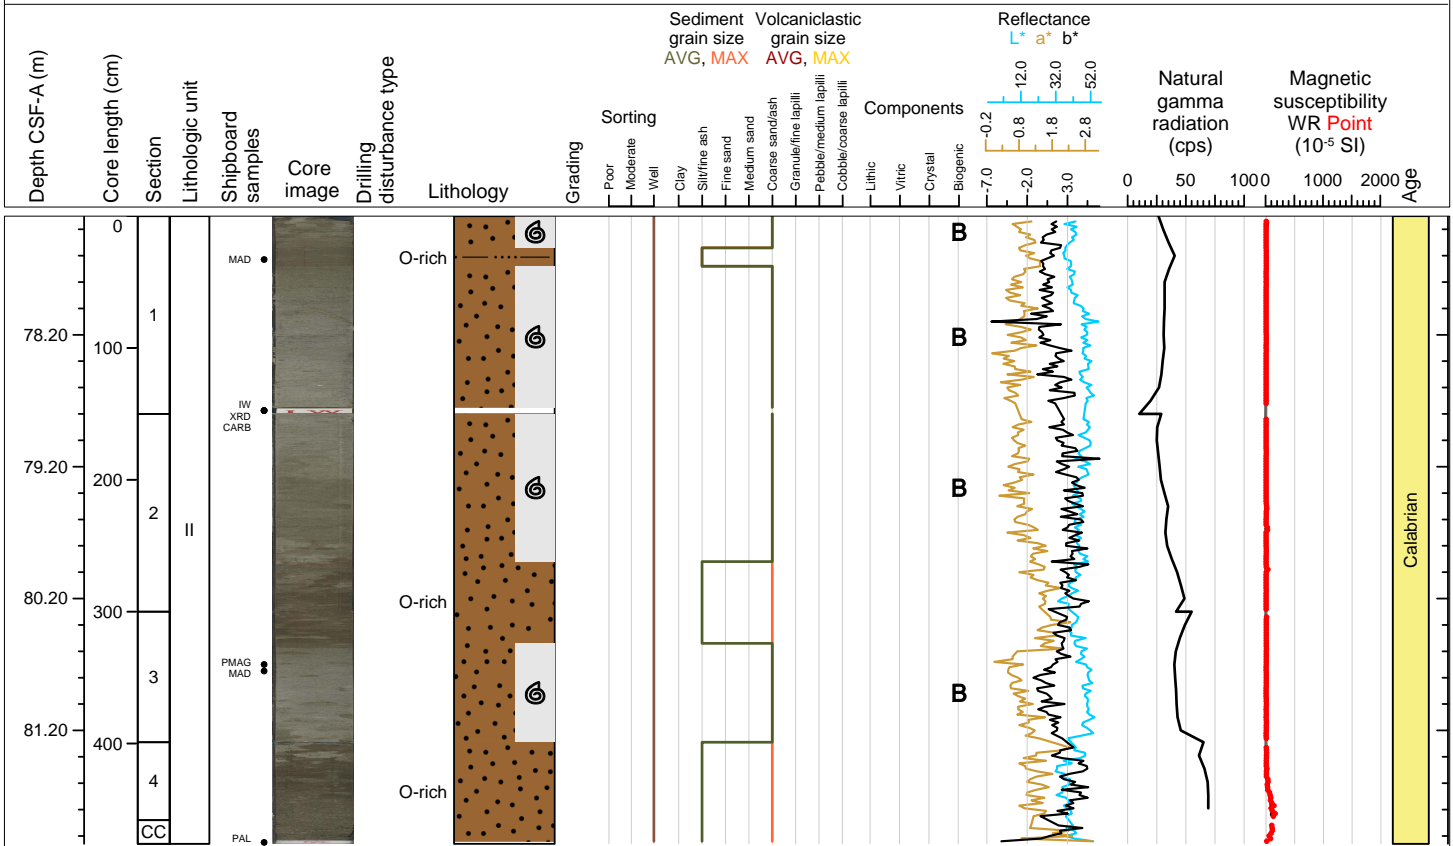 Depth CSF-A (m)
Core length (cm)
Section
Lithologic unit
Shipboard
samples
Core
image
Drilling
disturbance type
Lithology
Grading
Sorting
Poor
Moderate
Well
Sediment
grain size
AVG, MAX
Volcaniclastic
grain size
AVG, MAX
Clay
Silt/fine ash
Fine sand
Medium sand
Coarse sand/ash
Granule/fine lapilli
Pebble/medium lapilli
Cobble/coarse lapilli
Components
Lithic
Vitric
Crystal
Biogenic
Reflectance
L* a* b*
12.0 32.0 52.0
-0.2 0.8 1.8 2.8
-7.0 -2.0 3.0
Natural
gamma
radiation
(cps)
0 50 100
Magnetic
susceptibility
WR Point
(10-5 SI)
0 1000 2000
Age
0
B
MAD
O-rich
1
78.20
100
B
IW
XRD
CARB
79.20
200
B
2
II
Calabrian
80.20
300
O-rich
PMAG
MAD
3
B
81.20
400
4
O-rich
CC
PAL